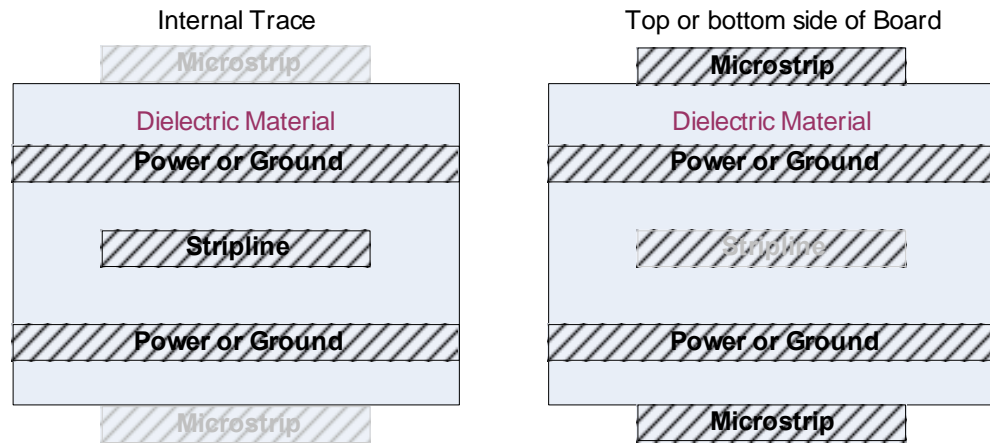 Internal Trace
Microstrip
Dielectric Material
Power or Ground
Stripline
Power or Ground
Microstrip
Top or bottom side of Board
Microstrip
Dielectric Material
Power or Ground
Stripline
Power or Ground
Microstrip